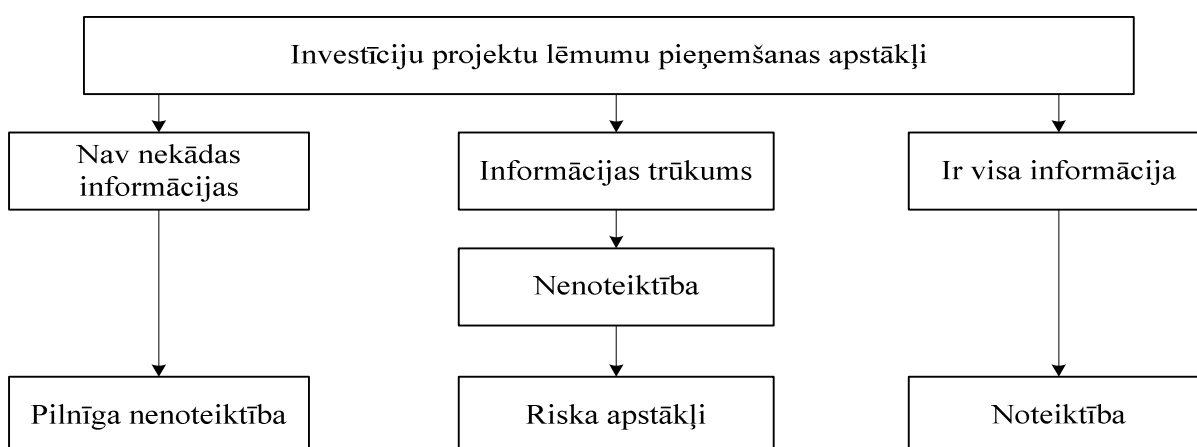 Investīciju projektu lēmumu pieņemšanas apstākļi
Nav nekādas
informācijas
Informācijas trūkums
Ir visa informācija
Nenoteiktība
Pilnīga nenoteiktība
Riska apstākļi
Noteiktība